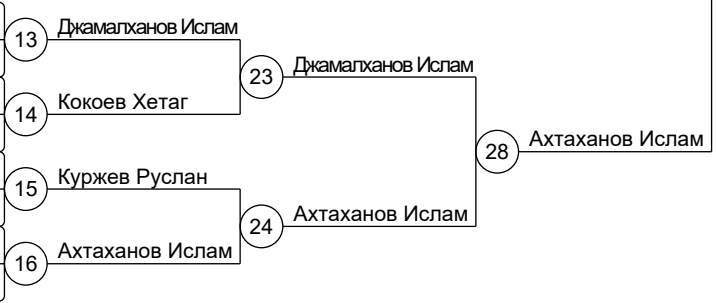 13 Джамалханов Ислам
23 Джамалханов Ислам
14 Кокоев Хетаг
28 Ахтаханов Ислам
15 Куржев Руслан
24 Ахтаханов Ислам
16 Ахтаханов Ислам